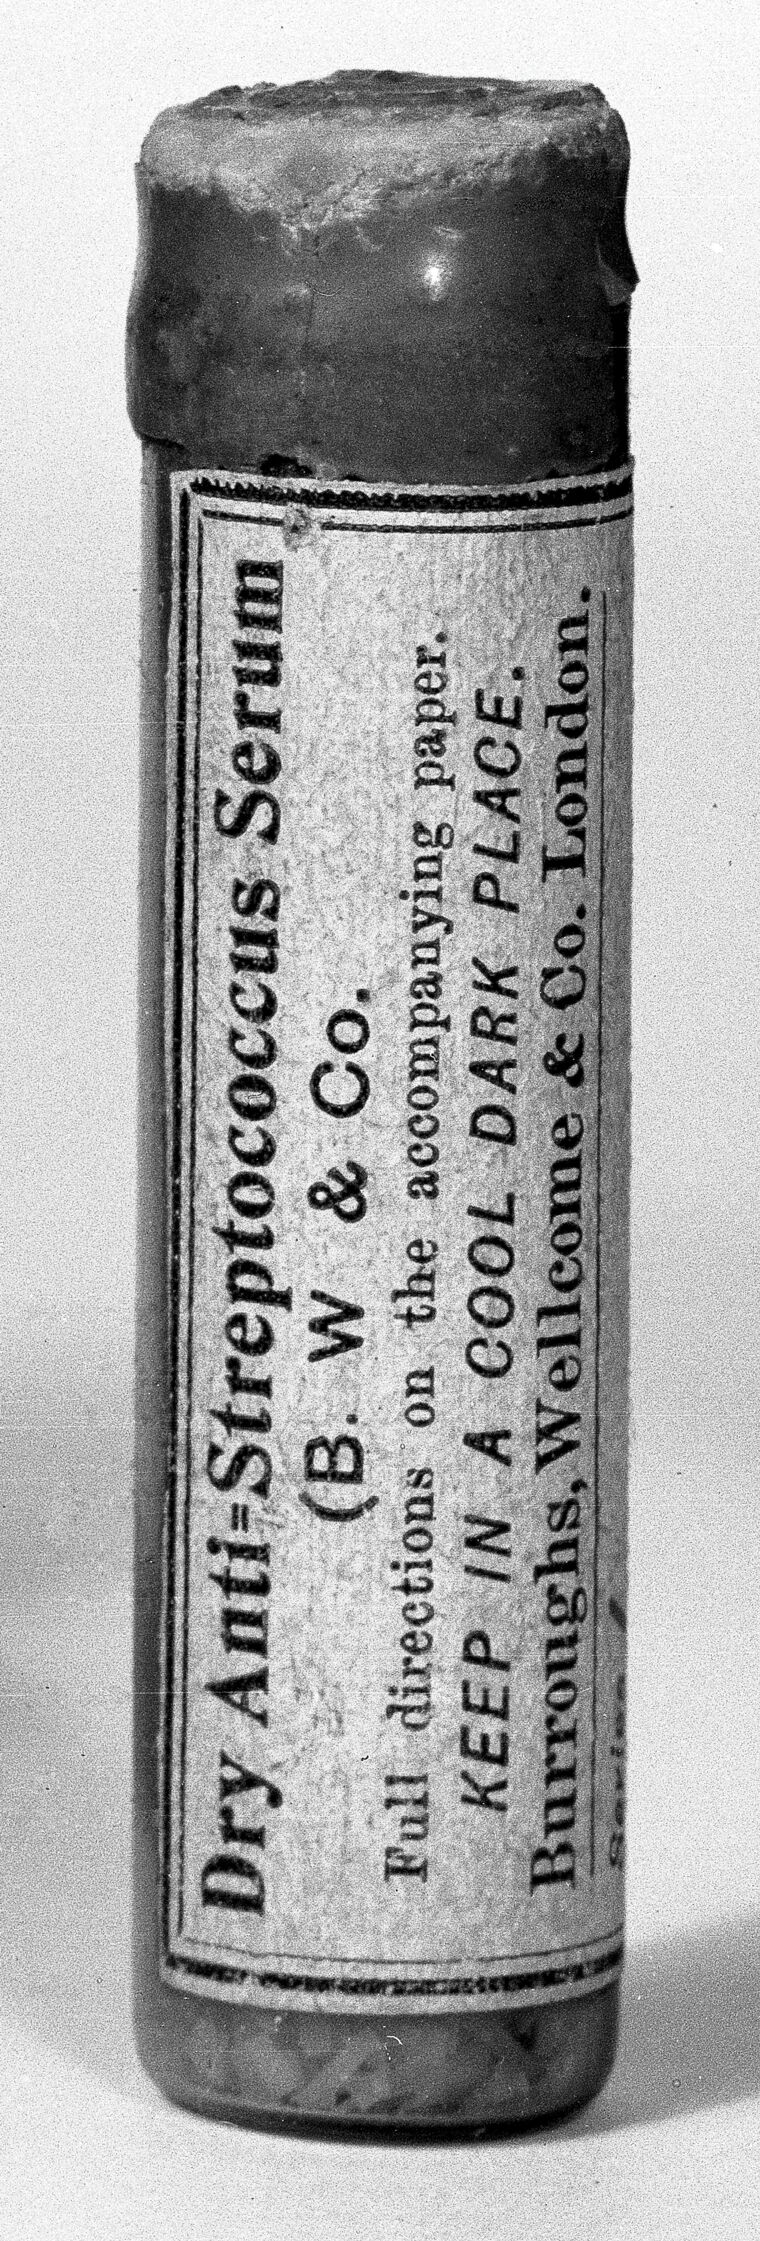 Dry Anti=Streptococcus Serum
(B. W & Co.
Full directions on the accompanying paper.
KEEP IN A COOL DARK PLACE.
Burroughs, Wellcome & Co. London.